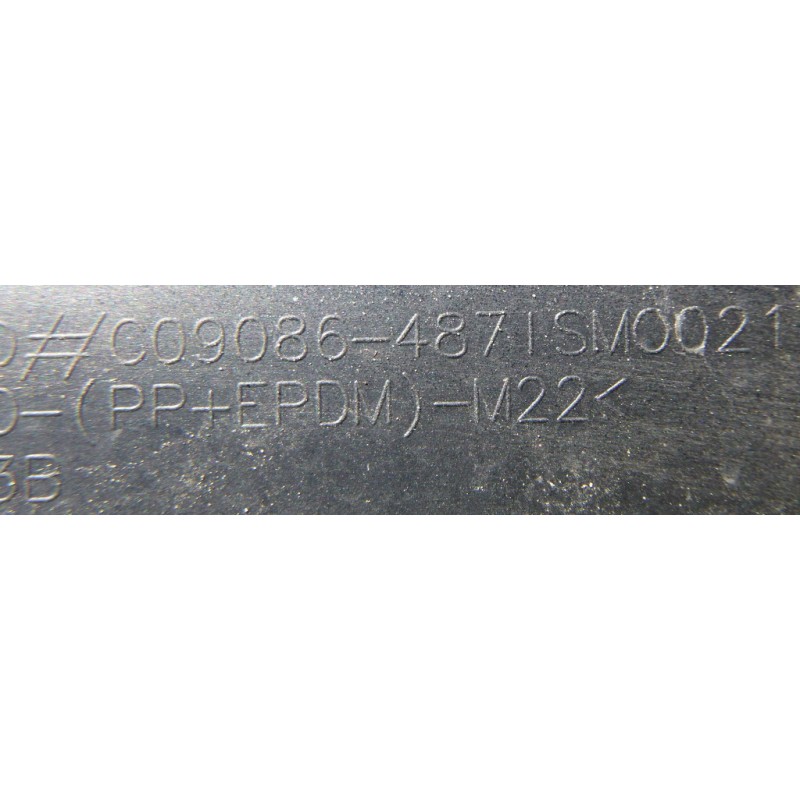 D#C09086-4871SM0021
O-(PP+EPDM)-M22<
3B